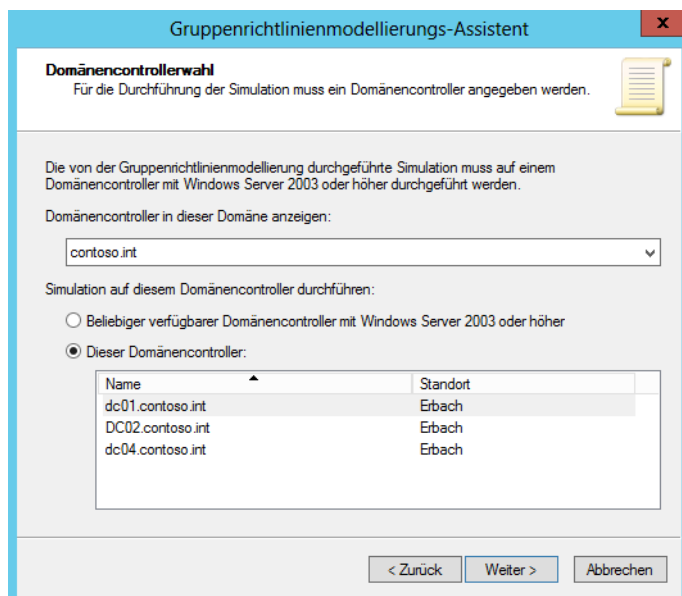 Gruppenrichtlinienmodellierungs-Assistent
x
Domänencontrollerwahl
Für die Durchführung der Simulation muss ein Domänencontroller angegeben werden.
Die von der Gruppenrichtlinienmodellierung durchgeführte Simulation muss auf einem
Domänencontroller mit Windows Server 2003 oder höher durchgeführt werden.
Domänencontroller in dieser Domäne anzeigen:
contoso.int
Simulation auf diesem Domänencontroller durchführen:
Beliebiger verfügbarer Domänencontroller mit Windows Server 2003 oder höher
Dieser Domänencontroller:
Name Standort
dc01.contoso.int Erbach
DC02.contoso.int Erbach
dc04.contoso.int Erbach
< Zurück Weiter > Abbrechen